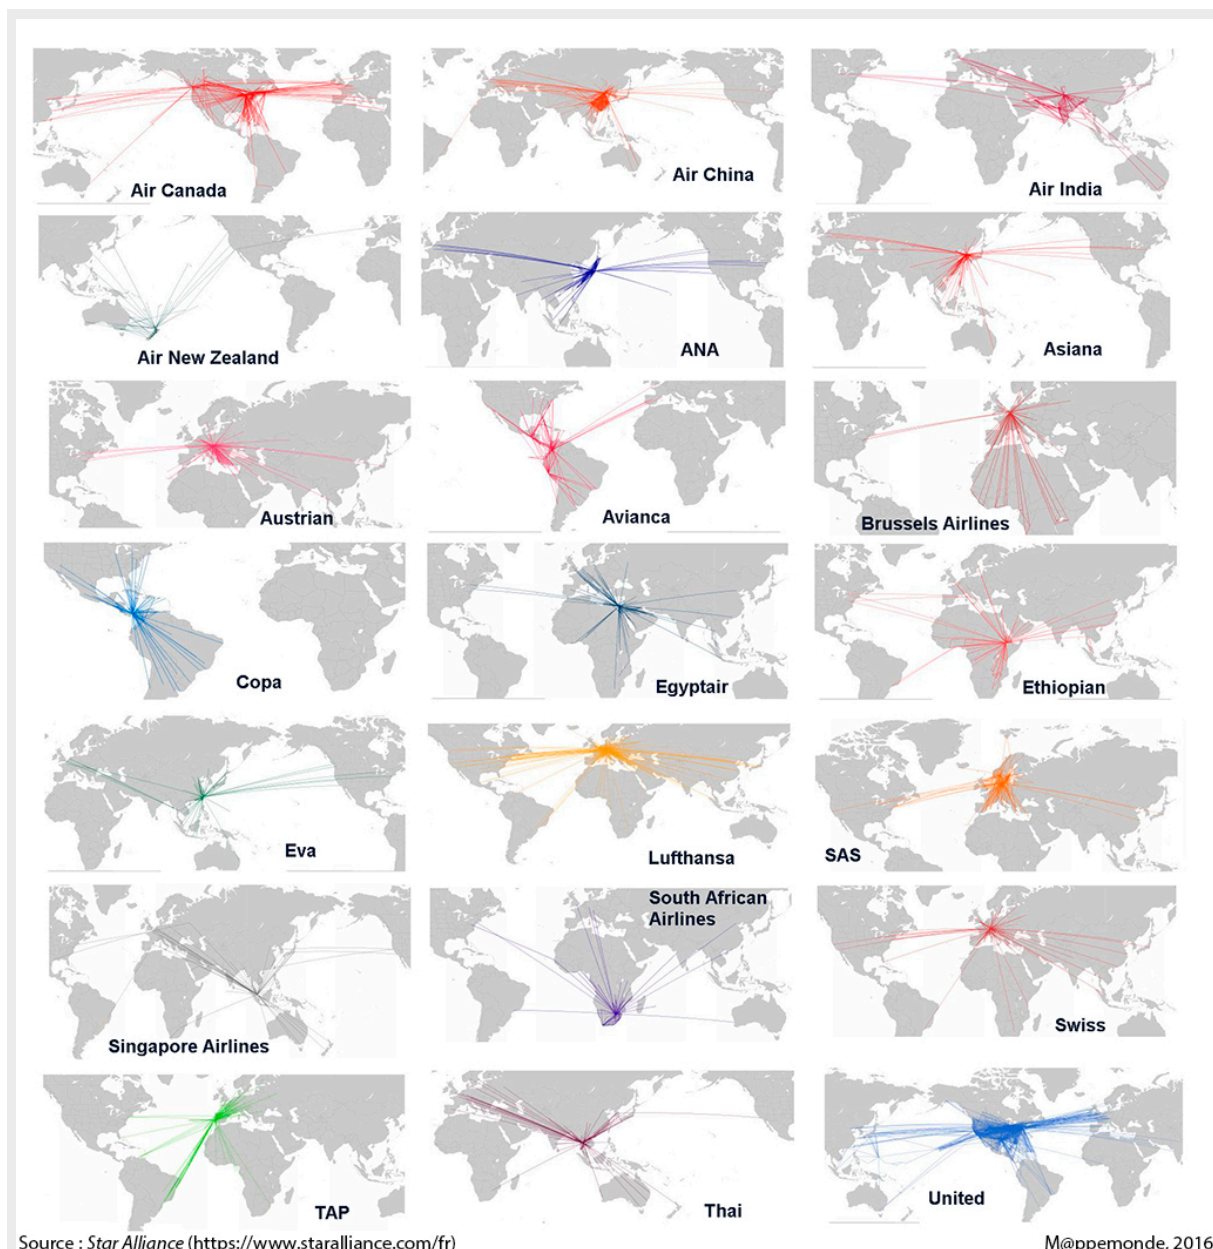 Air Canada
Air China
Air India
Air New Zealand
ANA
Asiana
Austrian
Avianca
Brussels Airlines
Copa
Egyptair
Ethiopian
Eva
Lufthansa
SAS
Singapore Airlines
South African
Airlines
Swiss
TAP
Thai
United
Source : Star Alliance (https://www.staralliance.com/fr)
M@ppemonde, 2016